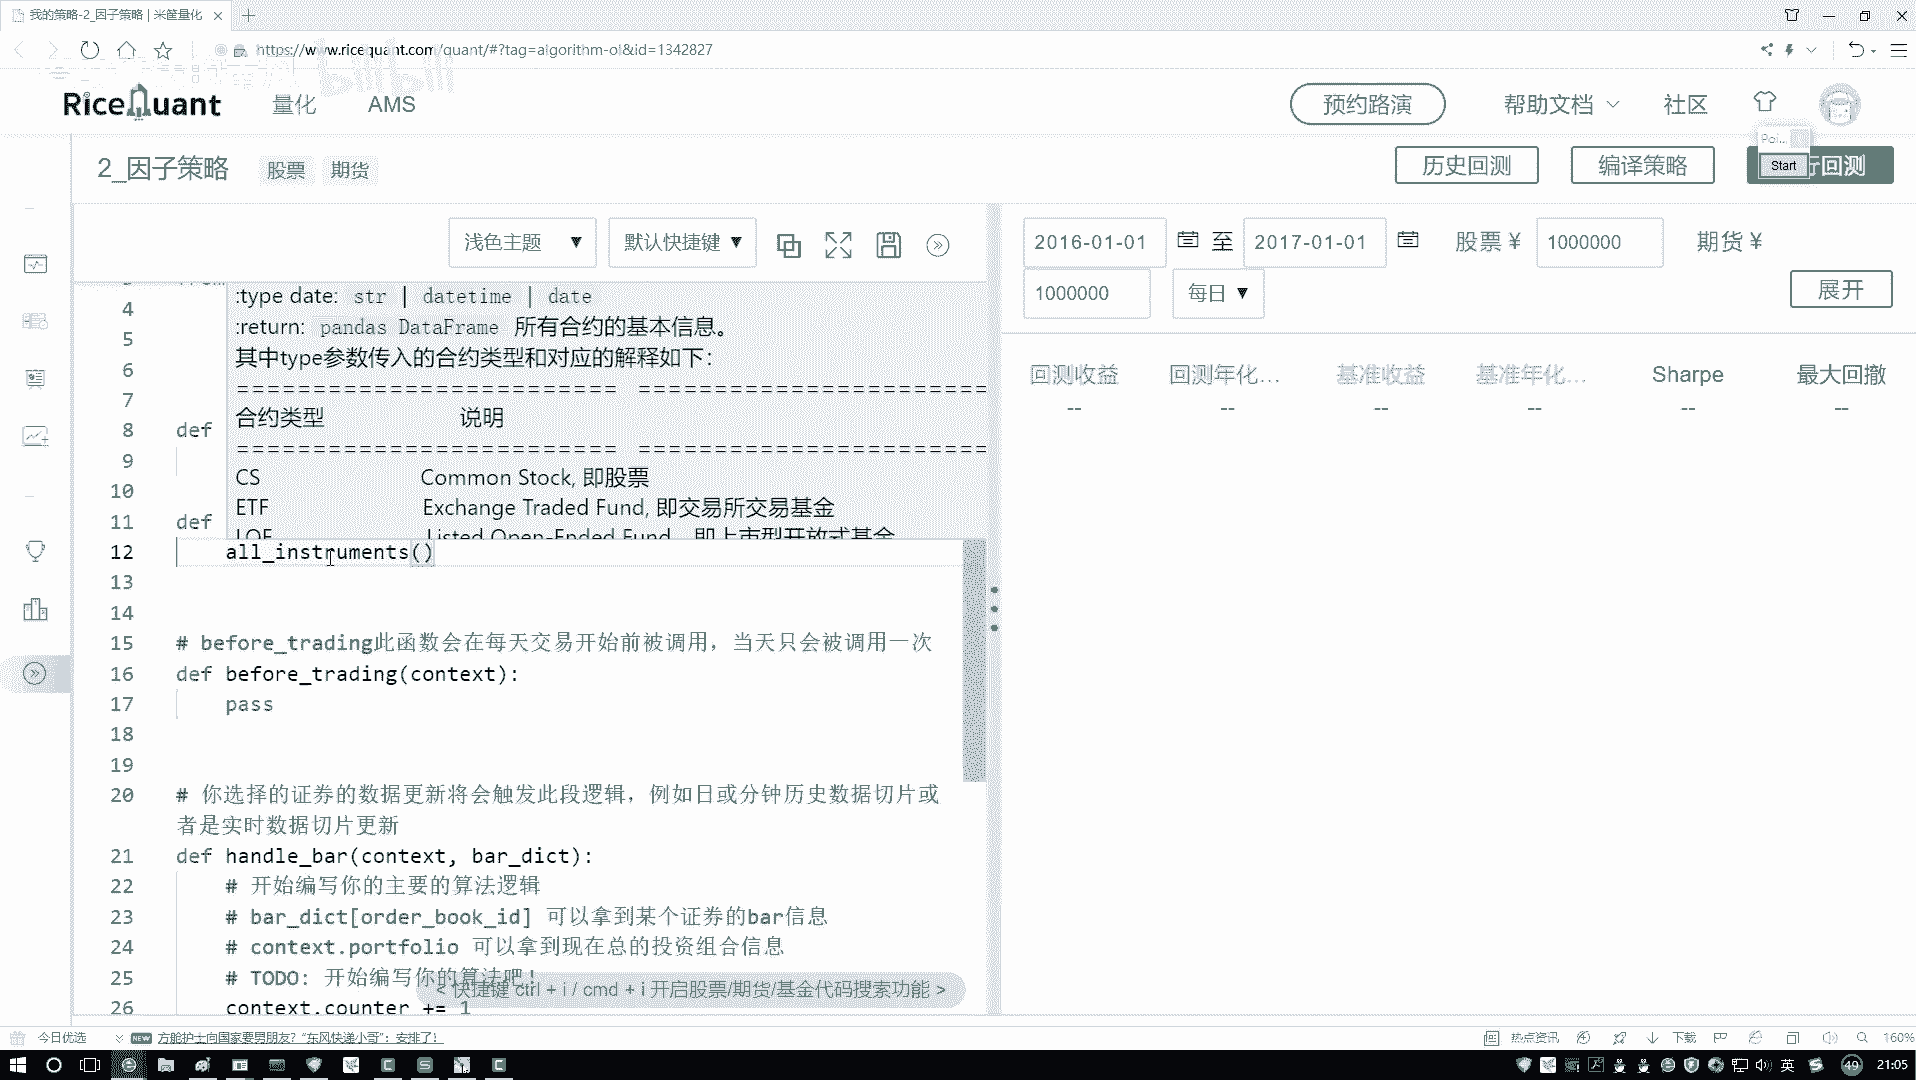 我的策略-2_因子策略 | 米筐量化
https://www.ricequant.com/quant/#?tag=algorithm-ol&id=1342827
bilibili
RiceQuant 量化 AMS 预约路演 帮助文档 社区
Poi...
2_因子策略 股票 期货 历史回测 编译策略 Start 行回测
浅色主题 ▼ 默认快捷键 ▼
2016-01-01 至 2017-01-01 股票 ¥ 1000000 期货 ¥
1000000 每日 ▼ 展开
回测收益 回测年化... 基准收益 基准年化... Sharpe 最大回撤
-- -- -- -- -- --
4 :type date: str | datetime | date
5 :return: pandas DataFrame 所有合约的基本信息。
6 其中type参数传入的合约类型和对应的解释如下：
7 ========================= =======================
合约类型 说明
8 def
========================= =======================
9
CS Common Stock, 即股票
10
ETF Exchange Traded Fund, 即交易所交易基金
11 def
LOF Listed Open-Ended Fund，即上市型开放式基金
12 all_instruments()
13
14
15 # before_trading此函数会在每天交易开始前被调用，当天只会被调用一次
16 def before_trading(context):
17 pass
18
19
20 # 你选择的证券的数据更新将会触发此段逻辑，例如日或分钟历史数据切片或
者是实时数据切片更新
21 def handle_bar(context, bar_dict):
22 # 开始编写你的主要的算法逻辑
23 # bar_dict[order_book_id] 可以拿到某个证券的bar信息
24 # context.portfolio 可以拿到现在总的投资组合信息
25 # TODO: 开始编写你的算法吧！
< 快捷键 ctrl + i / cmd + i 开启股票/期货/基金代码搜索功能 >
26 context.counter += 1
今日优选 NEW 方舱护士向国家要男朋友？“东风快递小哥”：安排了！ 热点资讯 下载 160%
英 49 21:05